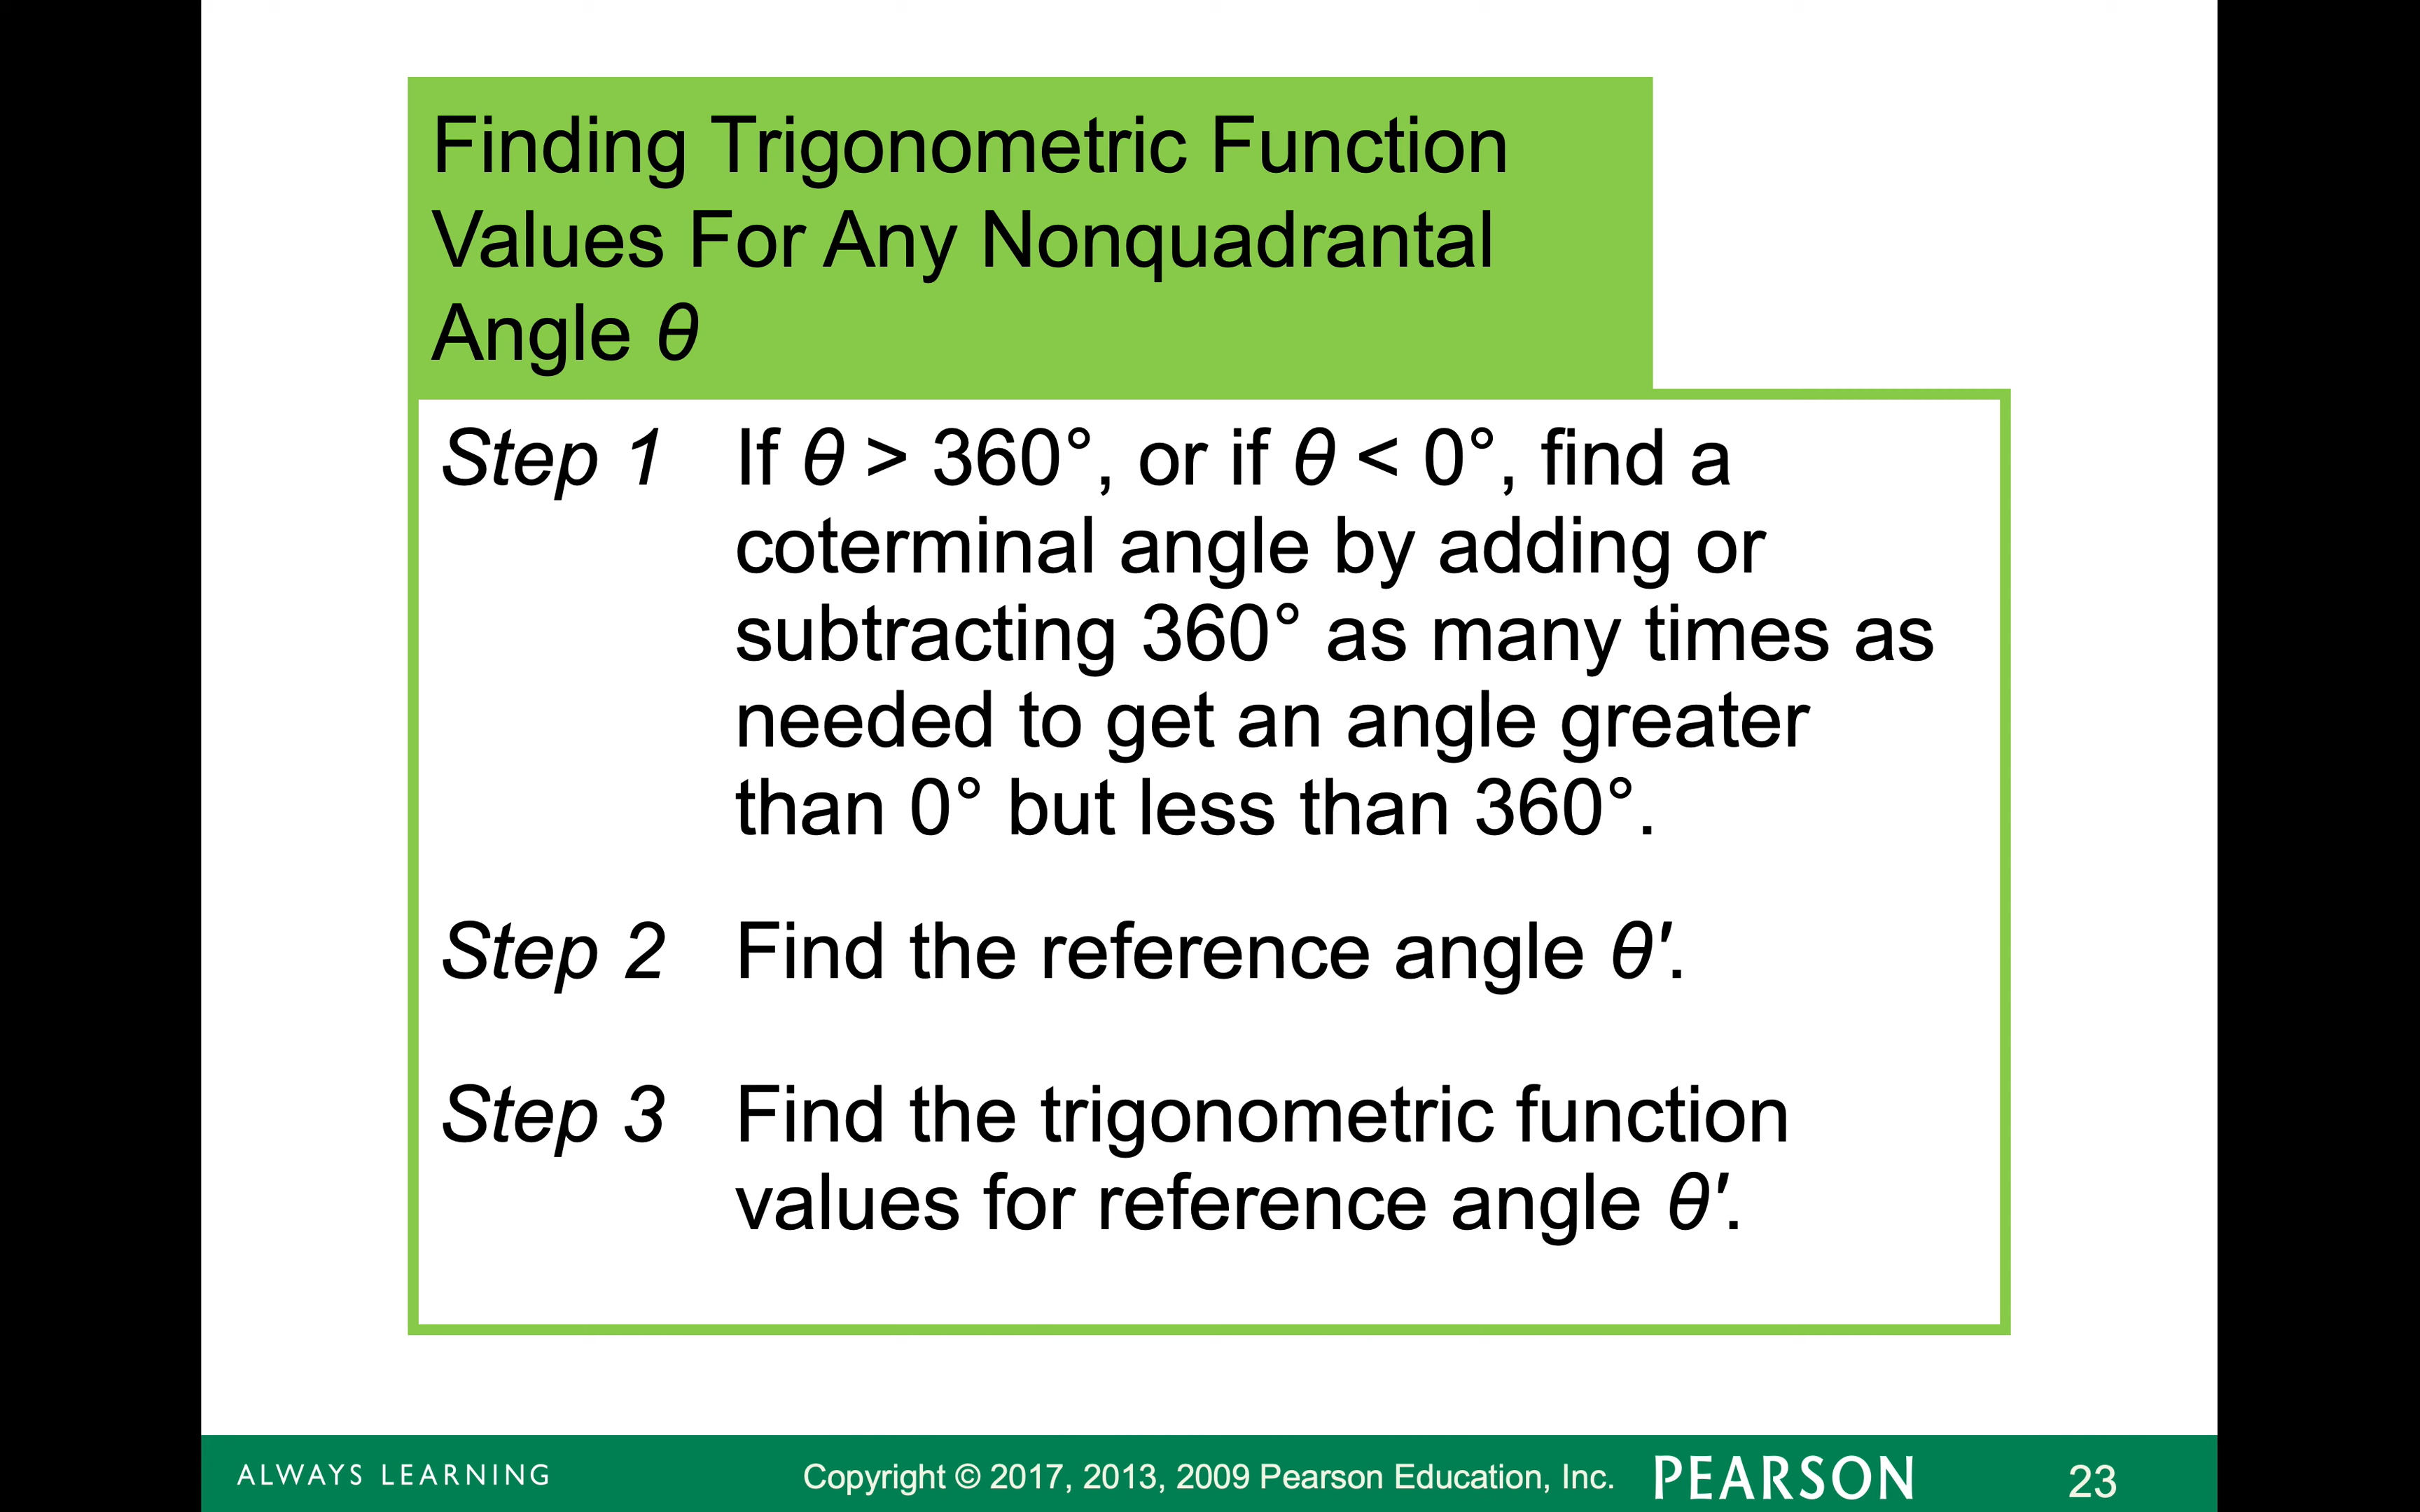 Finding Trigonometric Function
Values For Any Nonquadrantal
Angle θ
Step 1 If θ > 360°, or if θ < 0°, find a
coterminal angle by adding or
subtracting 360° as many times as
needed to get an angle greater
than 0° but less than 360°.
Step 2 Find the reference angle θ′.
Step 3 Find the trigonometric function
values for reference angle θ′.
ALWAYS LEARNING Copyright © 2017, 2013, 2009 Pearson Education, Inc. PEARSON 23